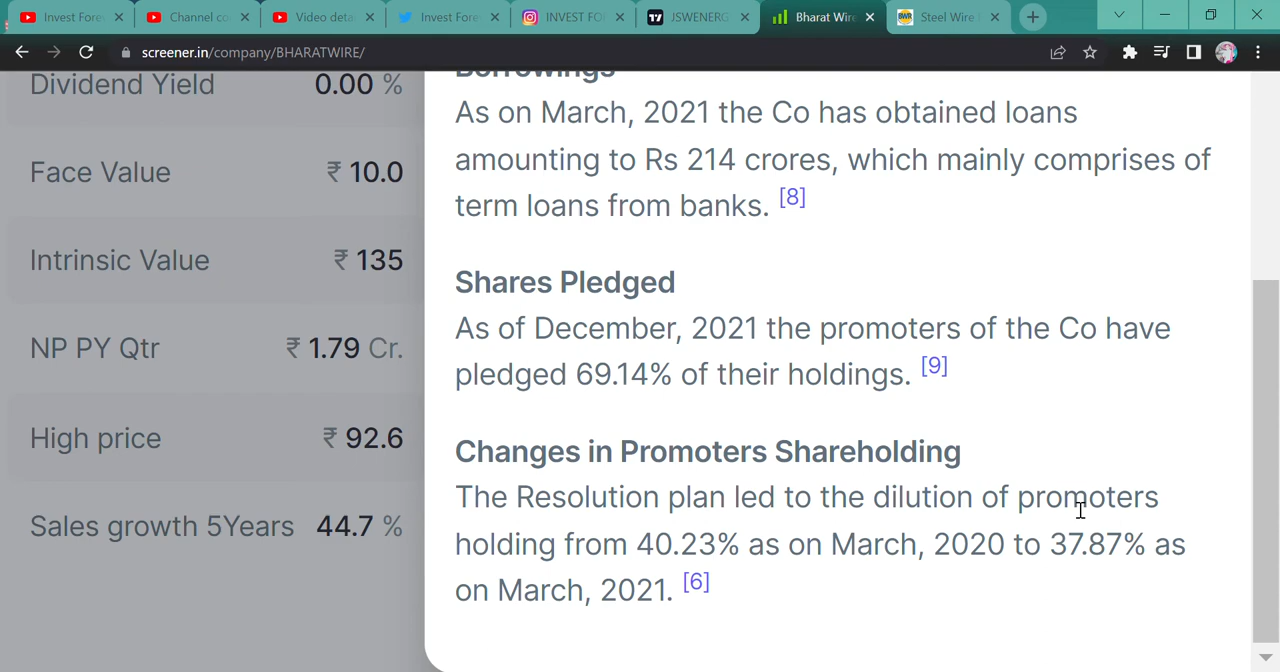 Invest Fore
Channel co
Video deta
Invest Fore
INVEST FO
JSWENERG
Bharat Wire
Steel Wire
screener.in/company/BHARATWIRE/
Dividend Yield 0.00 %
Face Value ₹ 10.0
Intrinsic Value ₹ 135
NP PY Qtr ₹ 1.79 Cr.
High price ₹ 92.6
Sales growth 5Years 44.7 %
Borrowings
As on March, 2021 the Co has obtained loans
amounting to Rs 214 crores, which mainly comprises of
term loans from banks. [8]
Shares Pledged
As of December, 2021 the promoters of the Co have
pledged 69.14% of their holdings. [9]
Changes in Promoters Shareholding
The Resolution plan led to the dilution of promoters
holding from 40.23% as on March, 2020 to 37.87% as
on March, 2021. [6]